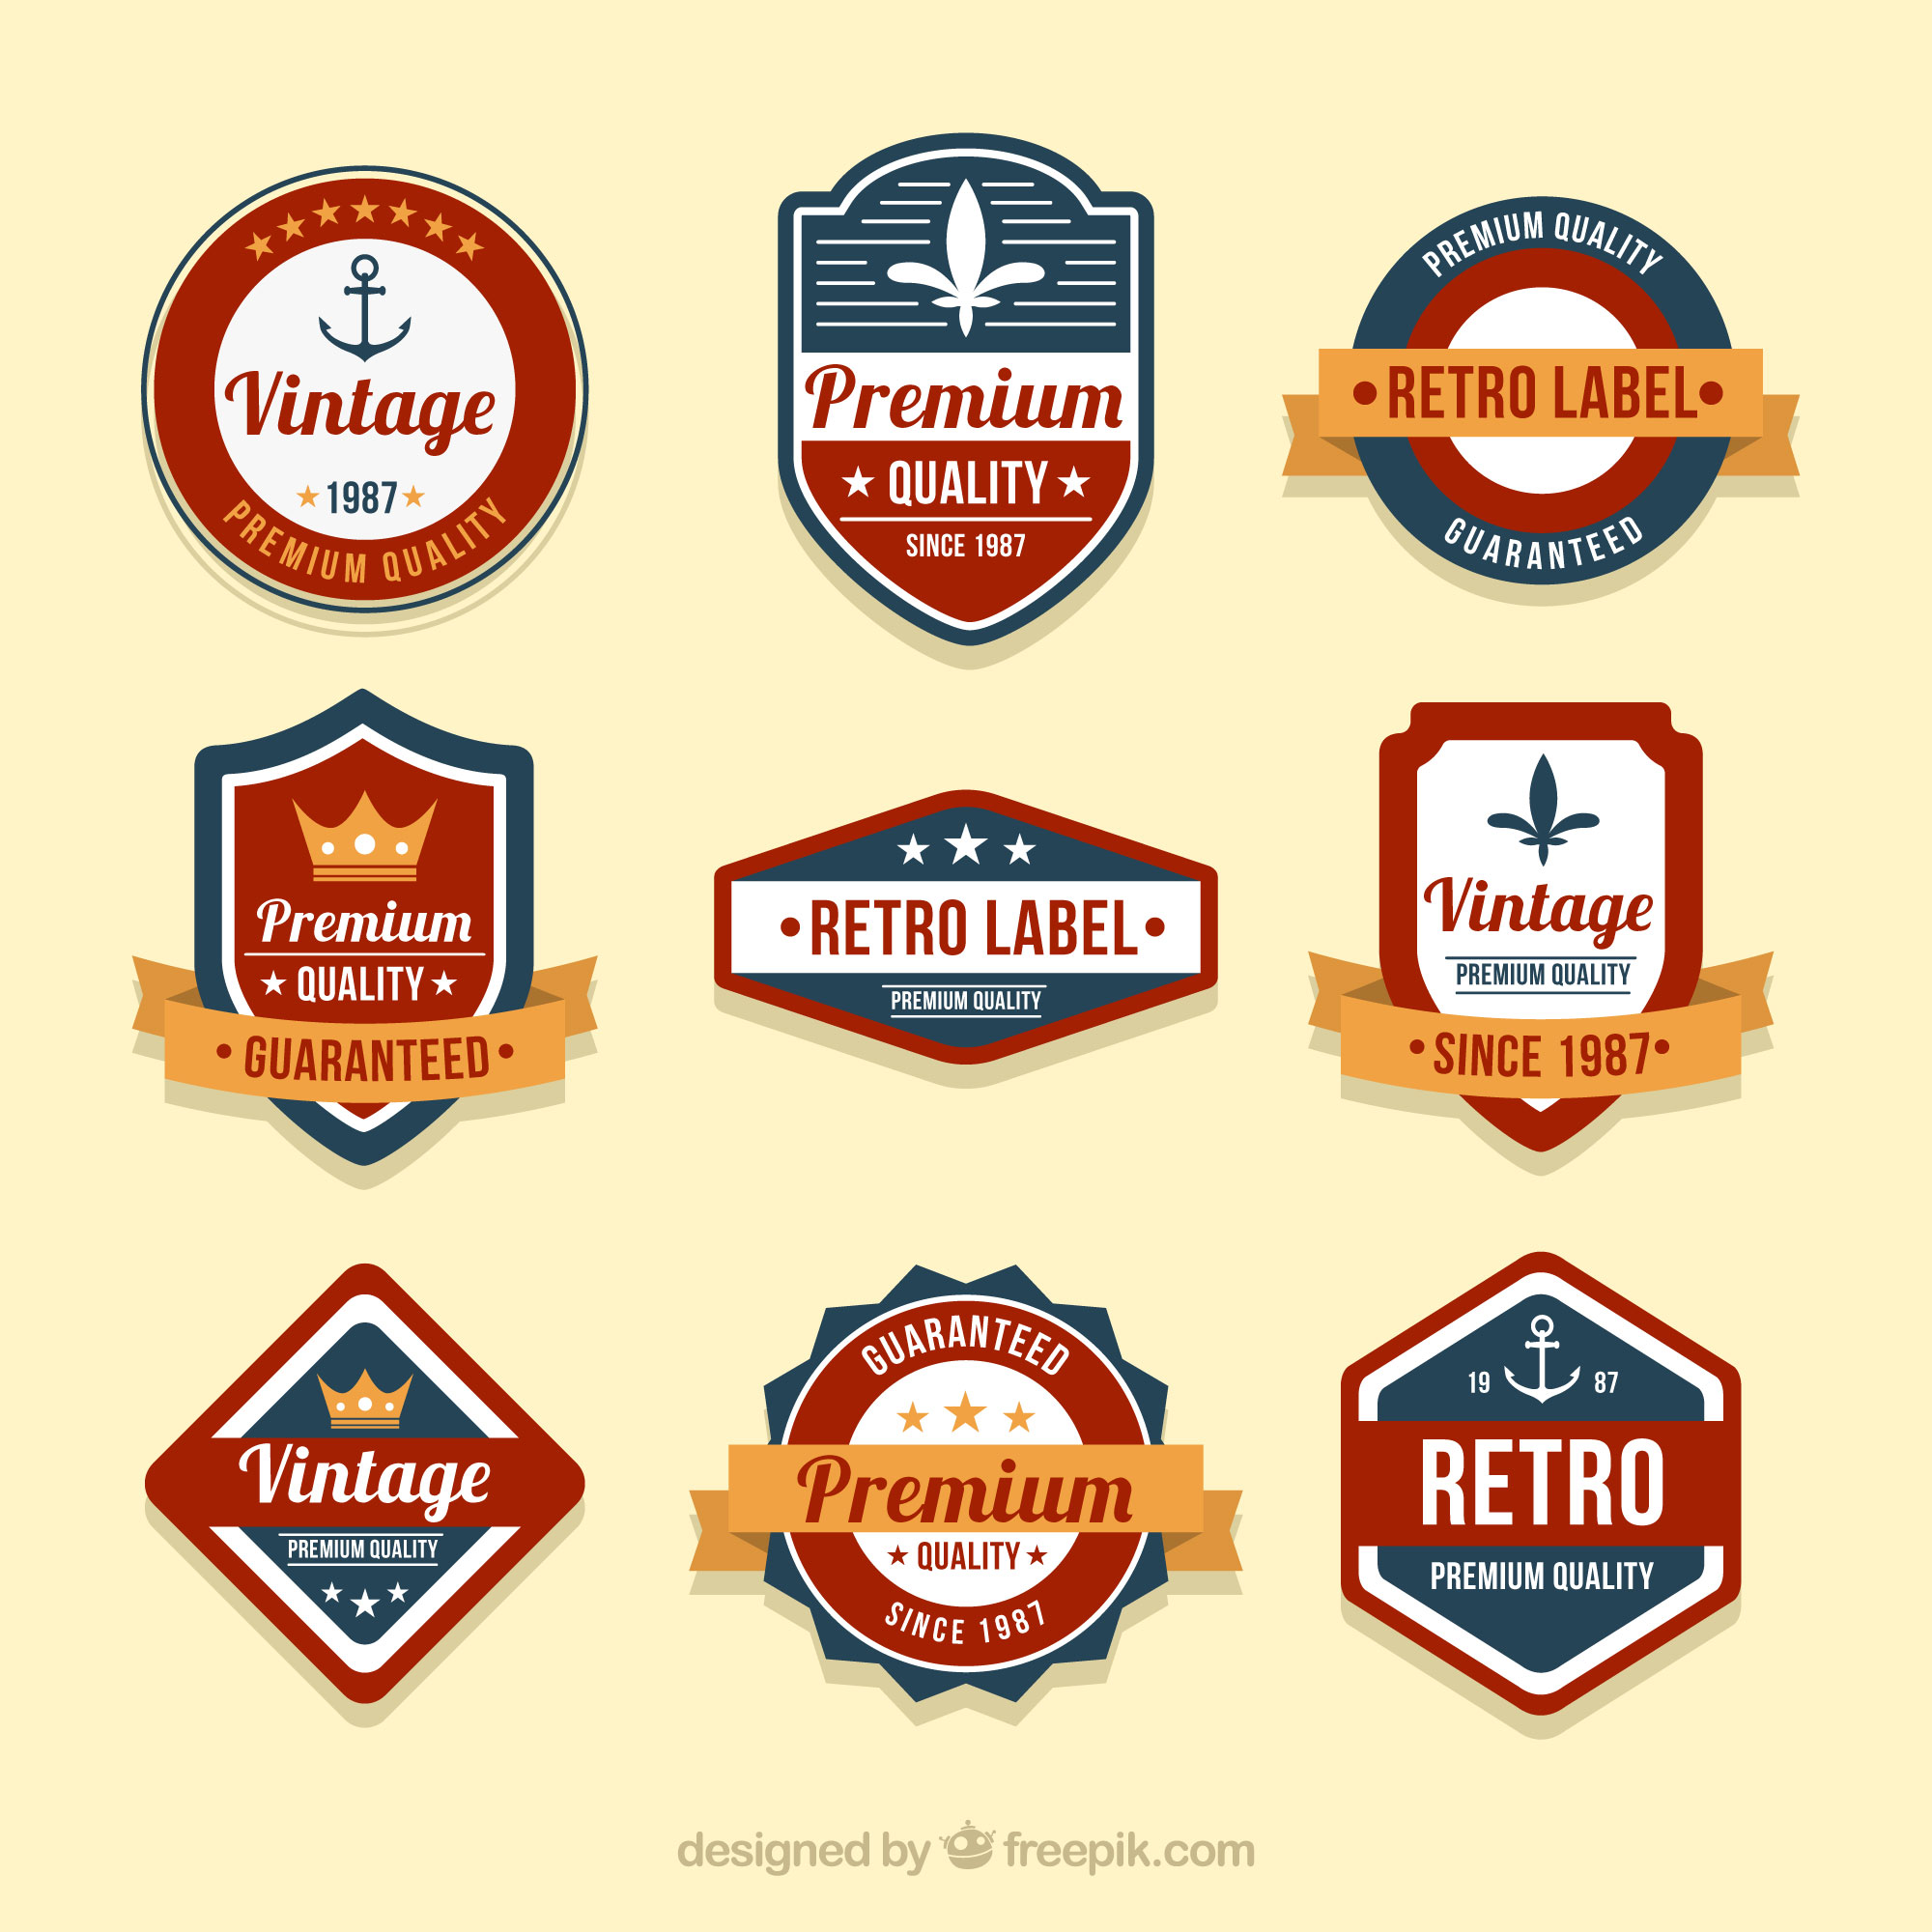 Vintage
1987
PREMIUM QUALITY
Premium
QUALITY
SINCE 1987
PREMIUM QUALITY
RETRO LABEL
GUARANTEED
Premium
QUALITY
GUARANTEED
RETRO LABEL
PREMIUM QUALITY
Vintage
PREMIUM QUALITY
SINCE 1987
Vintage
PREMIUM QUALITY
GUARANTEED
Premium
QUALITY
SINCE 1987
19 87
RETRO
PREMIUM QUALITY
designed by freepik.com